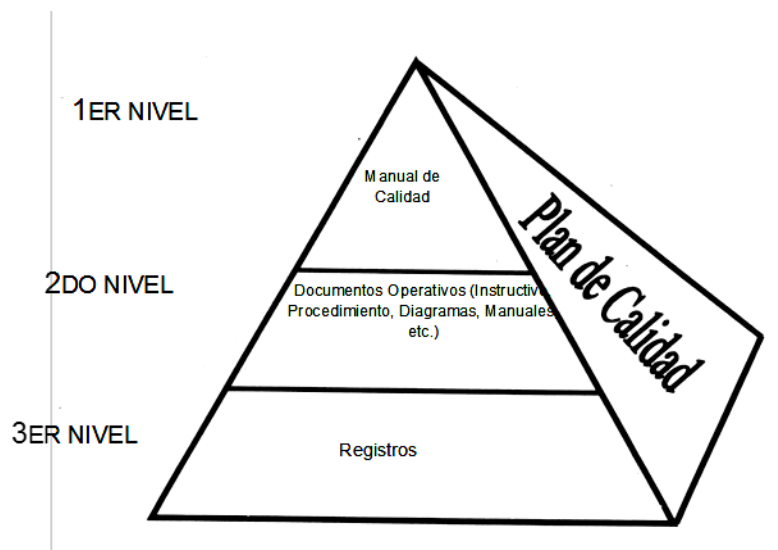 1ER NIVEL
Manual de
Calidad
Plan de Calidad
2DO NIVEL
Documentos Operativos (Instructivo
Procedimiento, Diagramas, Manuales
etc.)
3ER NIVEL
Registros